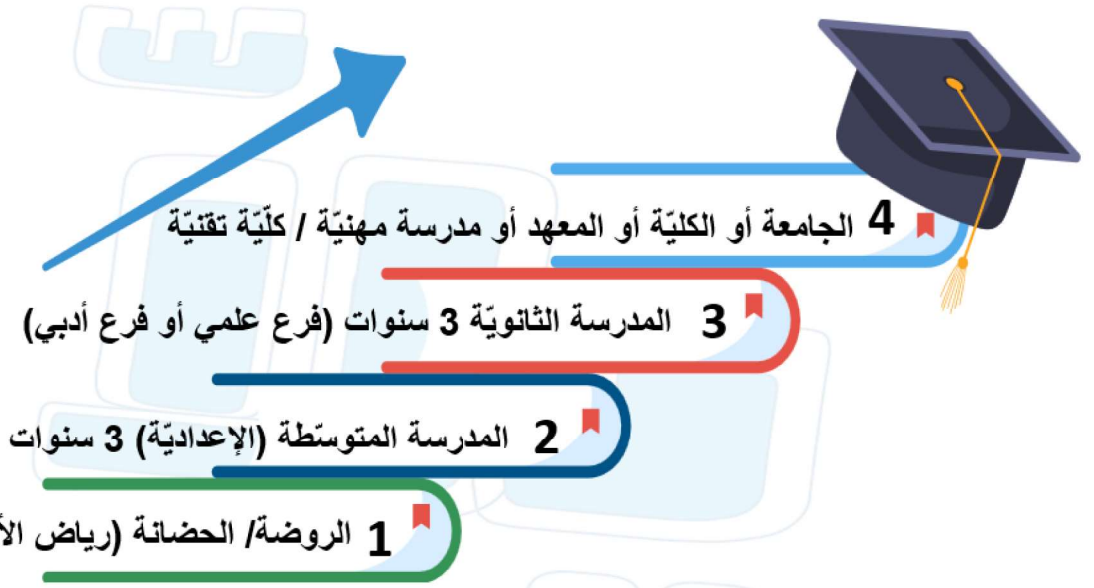 4 الجامعة أو الكليّة أو المعهد أو مدرسة مهنيّة / كلّيّة تقنيّة
3 المدرسة الثانويّة 3 سنوات (فرع علمي أو فرع أدبي)
2 المدرسة المتوسّطة (الإعداديّة) 3 سنوات
1 الروضة/ الحضانة (رياض